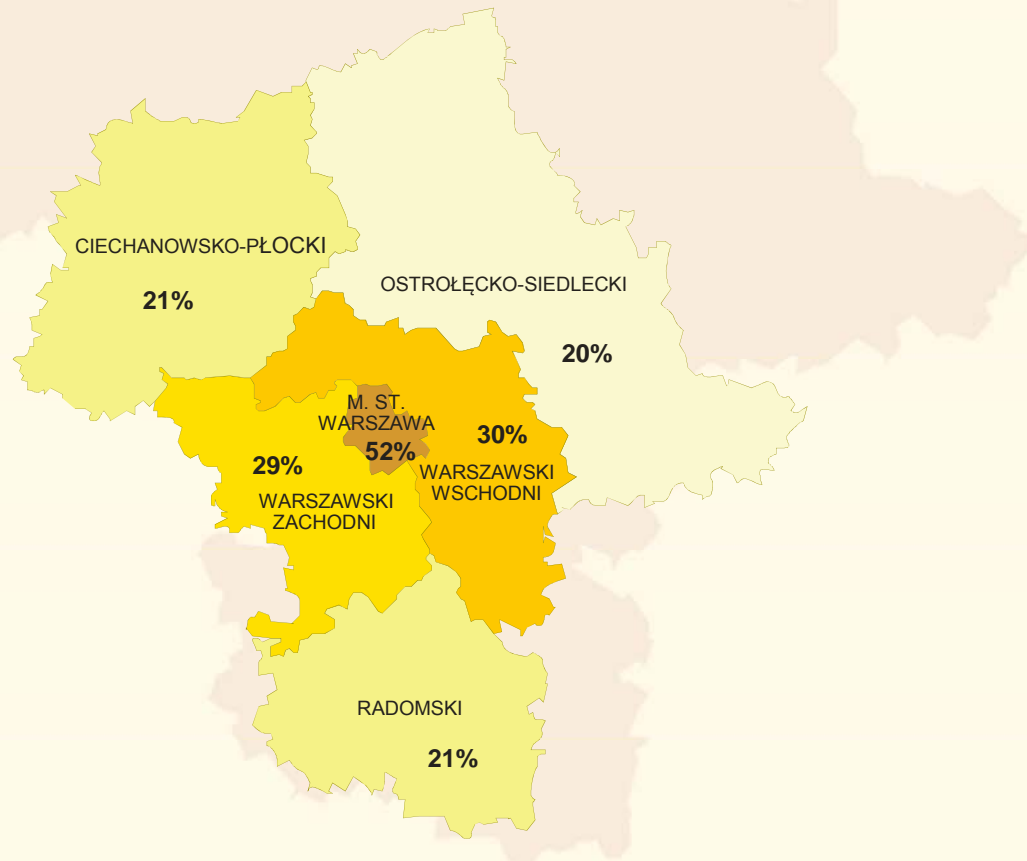 CIECHANOWSKO-PŁOCKI
21%
OSTROŁĘCKO-SIEDLECKI
20%
M. ST.
WARSZAWA
52%
30%
WARSZAWSKI
WSCHODNI
29%
WARSZAWSKI
ZACHODNI
RADOMSKI
21%